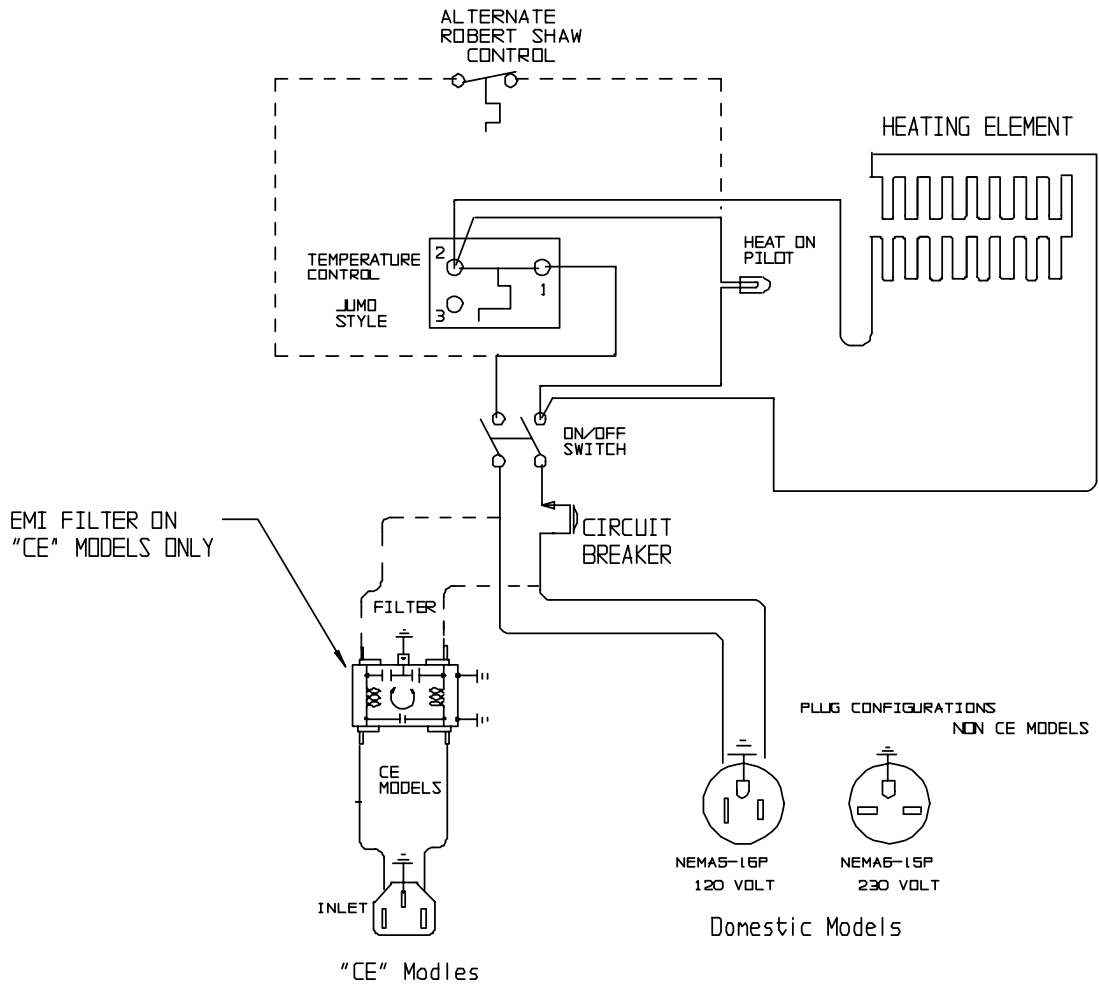 ALTERNATE
ROBERT SHAW
CONTROL
HEATING ELEMENT
HEAT ON
PILOT
TEMPERATURE
CONTROL
JUMO
STYLE
2
1
3
ON/OFF
SWITCH
EMI FILTER ON
"CE" MODELS ONLY
CIRCUIT
BREAKER
FILTER
PLUG CONFIGURATIONS
NON CE MODELS
CE
MODELS
NEMA5-16P
120 VOLT
NEMA6-15P
230 VOLT
INLET
Domestic Models
"CE" Modles